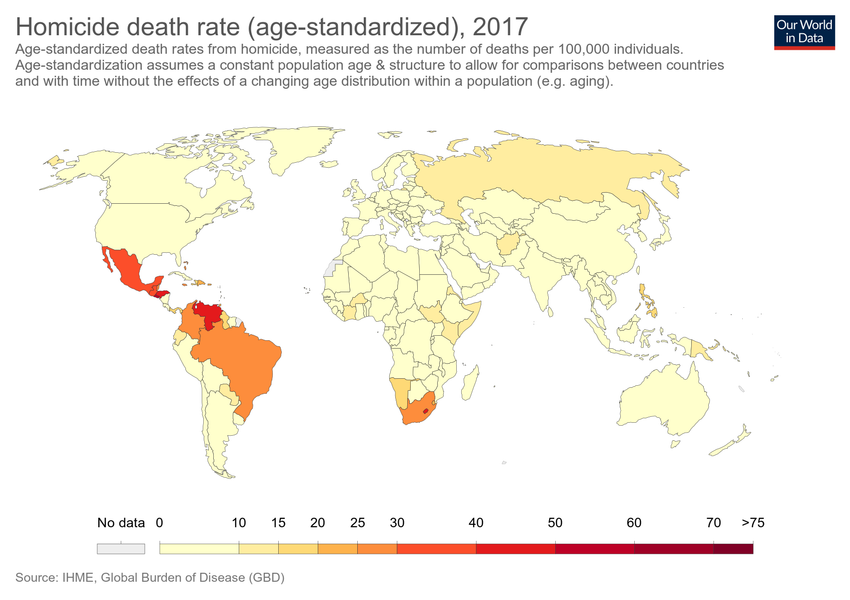 Homicide death rate (age-standardized), 2017
Our World
in Data
Age-standardized death rates from homicide, measured as the number of deaths per 100,000 individuals.
Age-standardization assumes a constant population age & structure to allow for comparisons between countries
and with time without the effects of a changing age distribution within a population (e.g. aging).
No data 0 10 15 20 25 30 40 50 60 70 >75
Source: IHME, Global Burden of Disease (GBD)